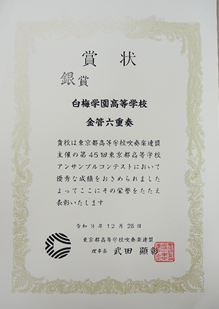 賞状
銀賞
白梅学園高等学校
金管六重奏
貴校は東京都高等学校吹奏楽連盟
主催の第45回東京都高等学校
アンサンブルコンテストにおいて
優秀な成績をおさめられました
よってここにその栄誉をたたえ
表彰いたします
12月26日
東京都高等学校吹奏楽連盟
理事長 武田